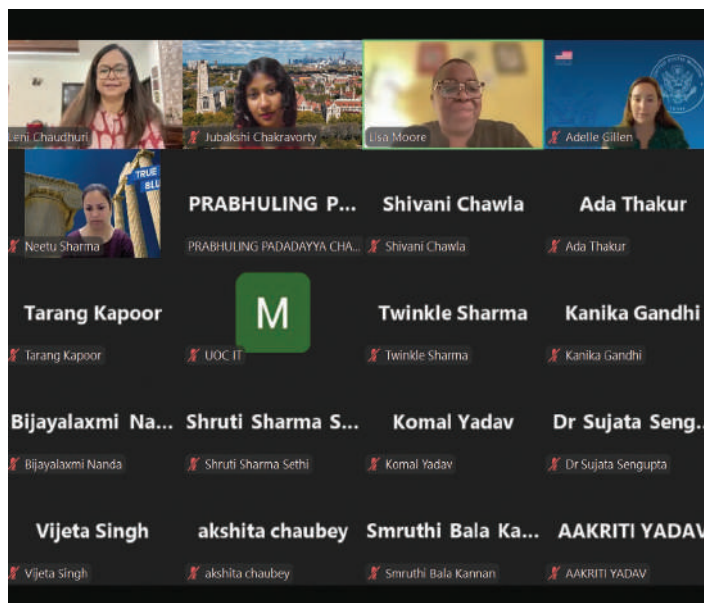 Leni Chaudhuri
Jubakshi Chakravorty
Lisa Moore
Adelle Gillen
TRUE
BLU
Neetu Sharma
PRABHULING P...
PRABHULING PADADAYYA CHA...
Shivani Chawla
Shivani Chawla
Ada Thakur
Ada Thakur
Tarang Kapoor
Tarang Kapoor
M
UOC IT
Twinkle Sharma
Twinkle Sharma
Kanika Gandhi
Kanika Gandhi
Bijayalaxmi Na...
Bijayalaxmi Nanda
Shruti Sharma S...
Shruti Sharma Sethi
Komal Yadav
Komal Yadav
Dr Sujata Seng..
Dr Sujata Sengupta
Vijeta Singh
Vijeta Singh
akshita chaubey
akshita chaubey
Smruthi Bala Ka...
Smruthi Bala Kannan
AAKRITI YADAV
AAKRITI YADAV